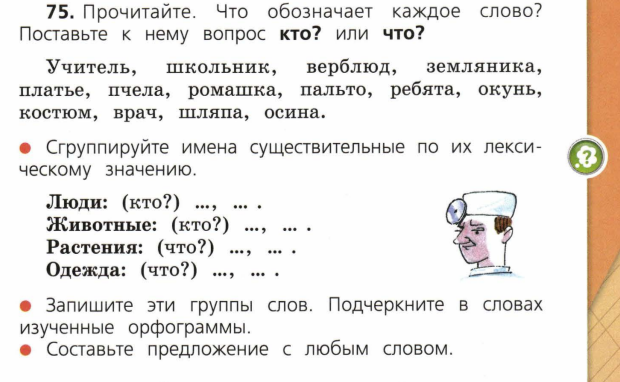 75. Прочитайте. Что обозначает каждое слово?
Поставьте к нему вопрос кто? или что?
Учитель, школьник, верблюд, земляника,
платье, пчела, ромашка, пальто, ребята, окунь,
костюм, врач, шляпа, осина.
● Сгруппируйте имена существительные по их лекси-
ческому значению.
?
Люди: (кто?) ..., ... .
Животные: (кто?) ..., ... .
Растения: (что?) ..., ... .
Одежда: (что?) ..., ... .
● Запишите эти группы слов. Подчеркните в словах
изученные орфограммы.
● Составьте предложение с любым словом.